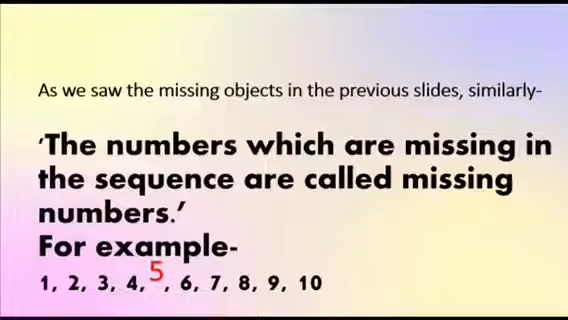 As we saw the missing objects in the previous slides, similarly-
'The numbers which are missing in
the sequence are called missing
numbers.'
For example-
1, 2, 3, 4, 5, 6, 7, 8, 9, 10